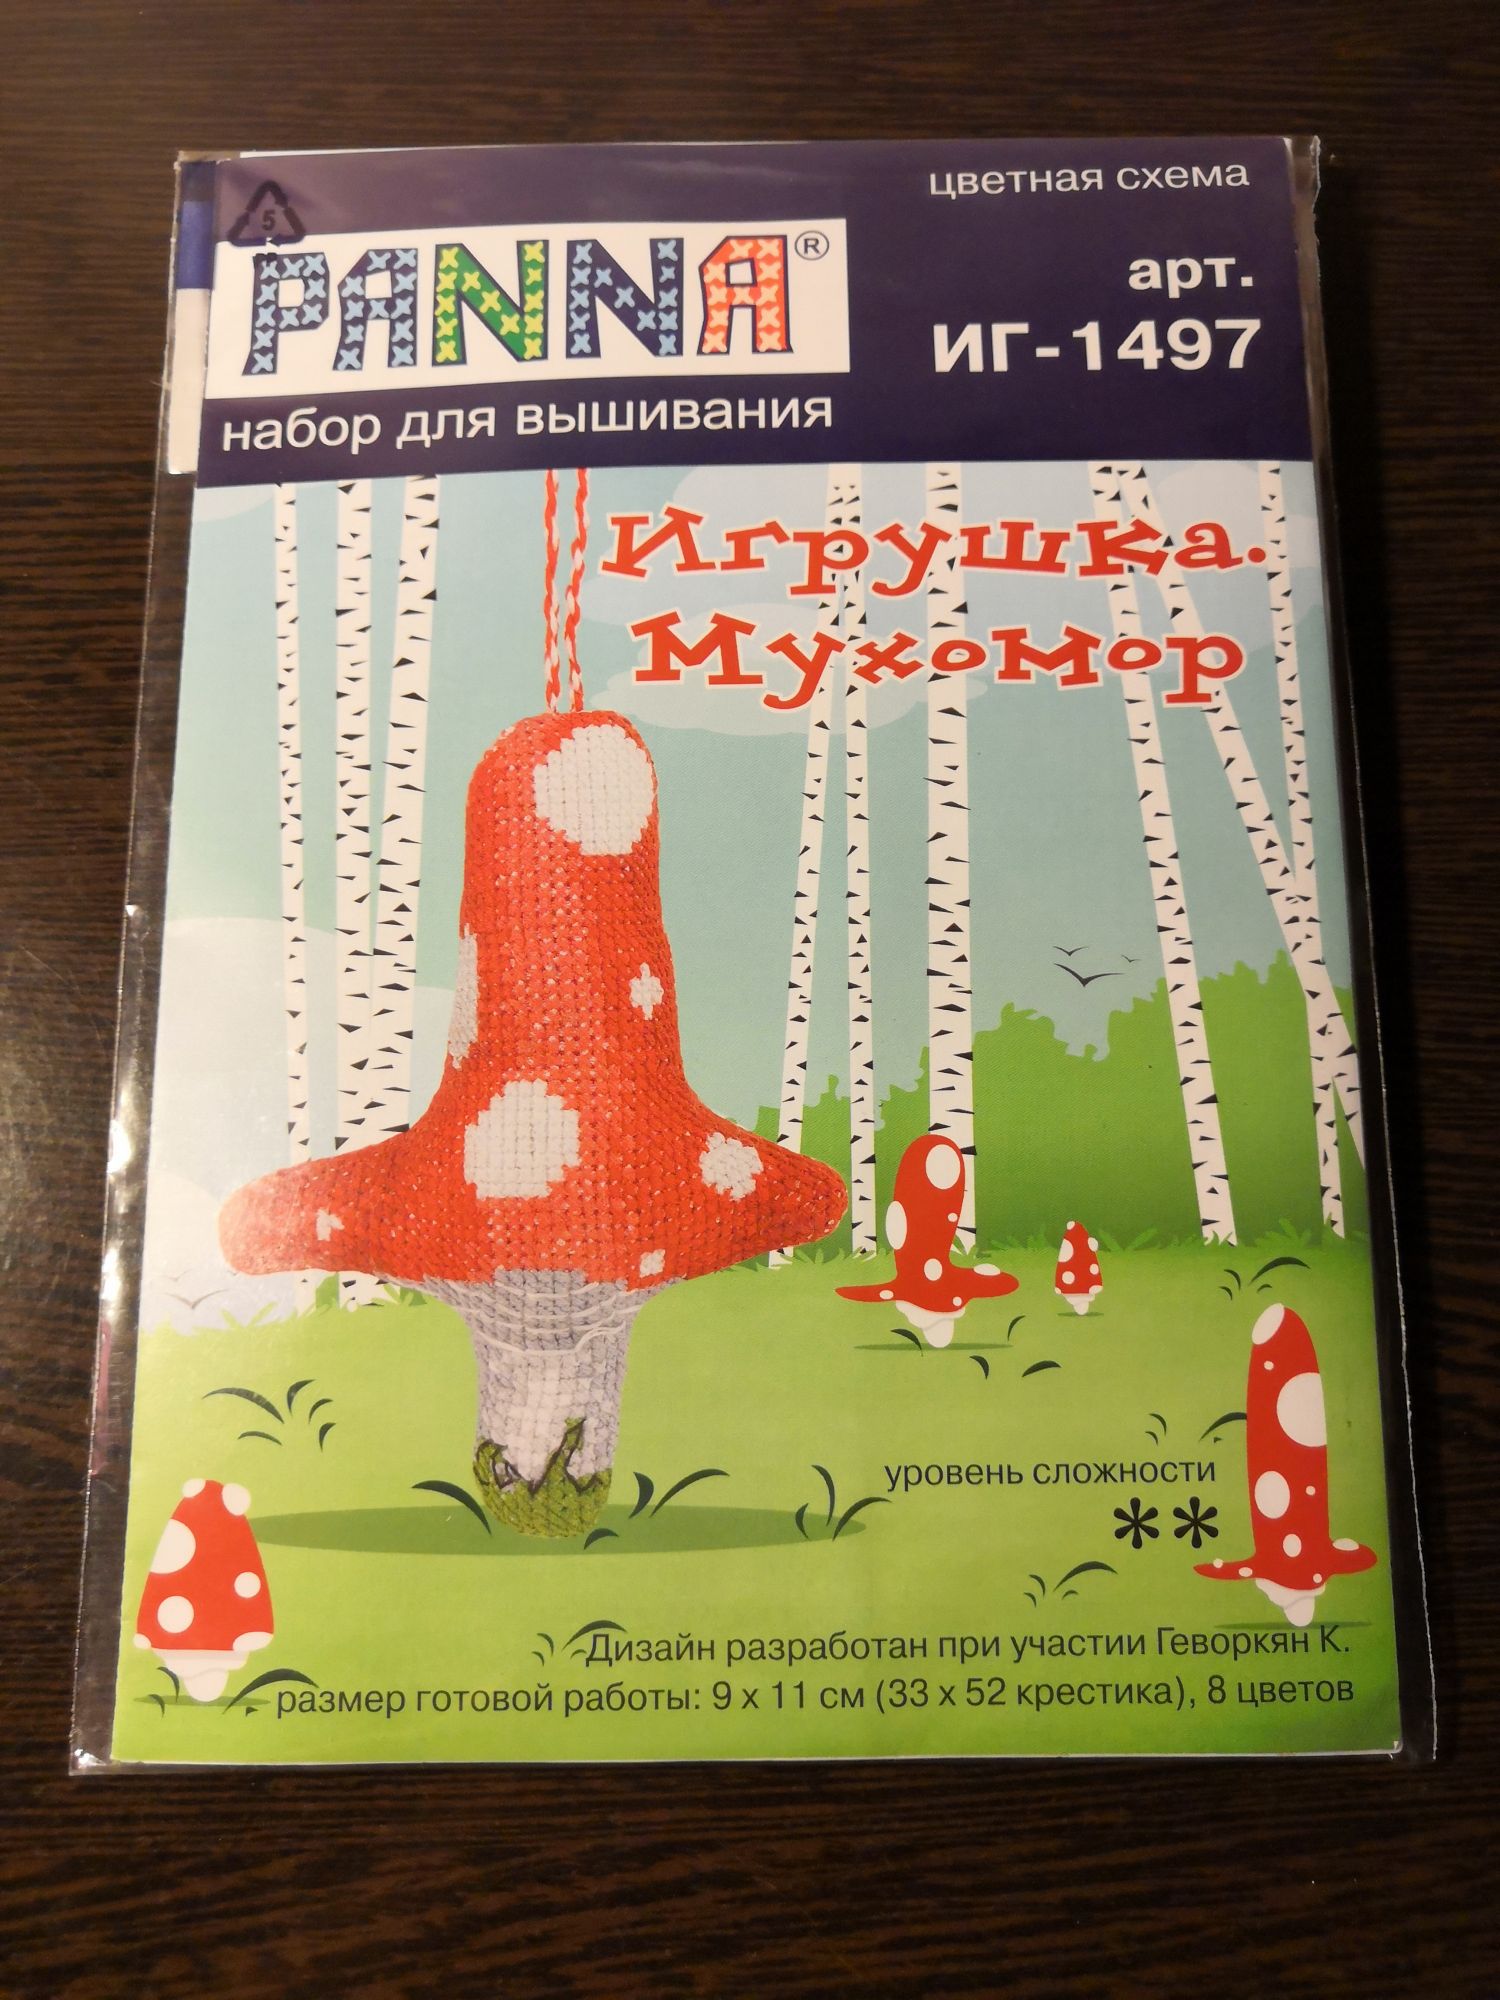 цветная схема
5
PANNA®
арт.
ИГ-1497
набор для вышивания
Игрушка.
Мухомор
уровень сложности
**
Дизайн разработан при участии Геворкян К.
размер готовой работы: 9 х 11 см (33 х 52 крестика), 8 цветов